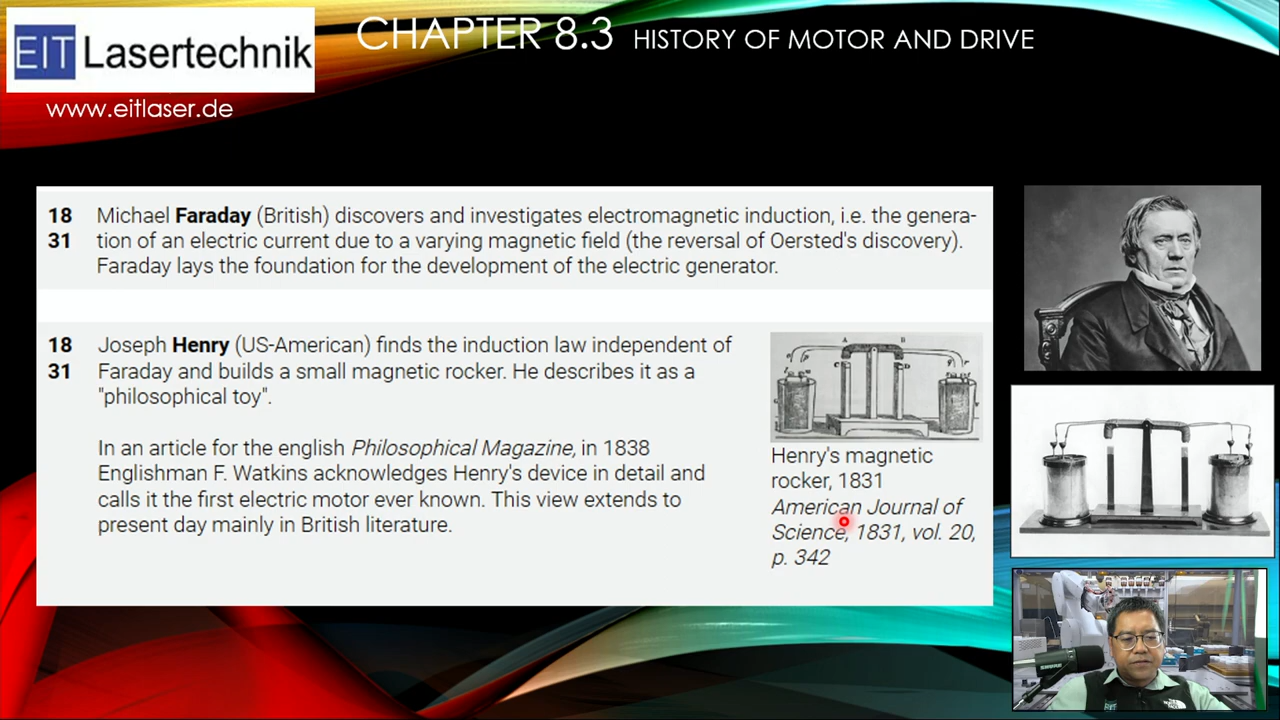 EIT Lasertechnik
CHAPTER 8.3 HISTORY OF MOTOR AND DRIVE
www.eitlaser.de
18 Michael Faraday (British) discovers and investigates electromagnetic induction, i.e. the genera-
31 tion of an electric current due to a varying magnetic field (the reversal of Oersted's discovery).
Faraday lays the foundation for the development of the electric generator.
18 Joseph Henry (US-American) finds the induction law independent of
31 Faraday and builds a small magnetic rocker. He describes it as a
"philosophical toy".
In an article for the english Philosophical Magazine, in 1838
Englishman F. Watkins acknowledges Henry's device in detail and
calls it the first electric motor ever known. This view extends to
present day mainly in British literature.
A B
Henry's magnetic
rocker, 1831
American Journal of
Science, 1831, vol. 20,
p. 342
SHURE
EIT